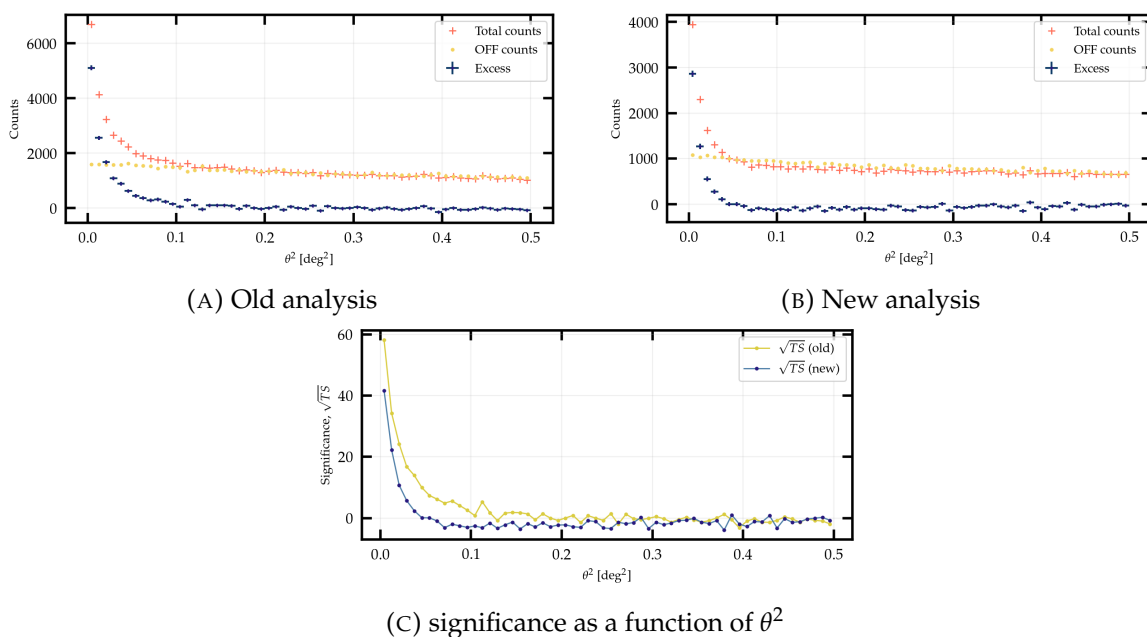 6000
4000
2000
0
Counts
Total counts
OFF counts
Excess
0.0 0.1 0.2 0.3 0.4 0.5
θ² [deg²]
(A) Old analysis
4000
3000
2000
1000
0
Counts
Total counts
OFF counts
Excess
0.0 0.1 0.2 0.3 0.4 0.5
θ² [deg²]
(B) New analysis
60
40
20
0
Significance, √TS
√TS (old)
√TS (new)
0.0 0.1 0.2 0.3 0.4 0.5
θ² [deg²]
(C) significance as a function of θ²